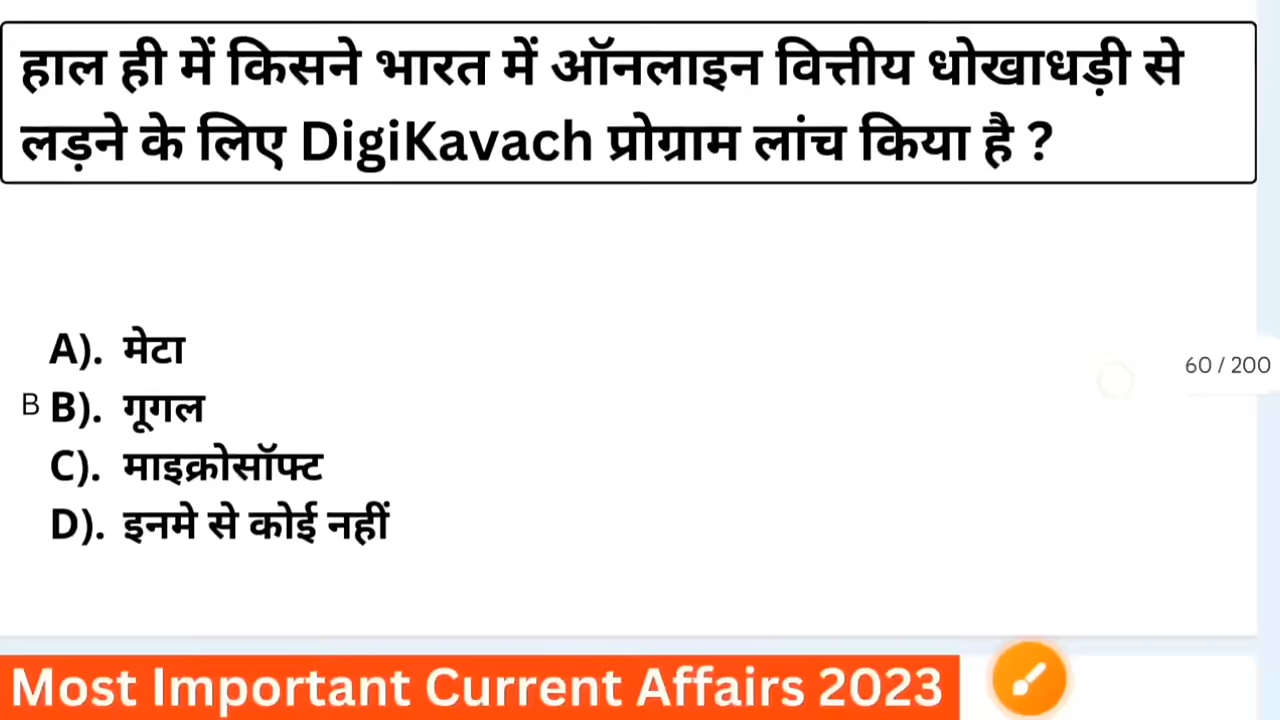 हाल ही में किसने भारत में ऑनलाइन वित्तीय धोखाधड़ी से
लड़ने के लिए DigiKavach प्रोग्राम लांच किया है ?
A). मेटा
60 / 200
B B). गूगल
C). माइक्रोसॉफ्ट
D). इनमे से कोई नहीं
Most Important Current Affairs 2023